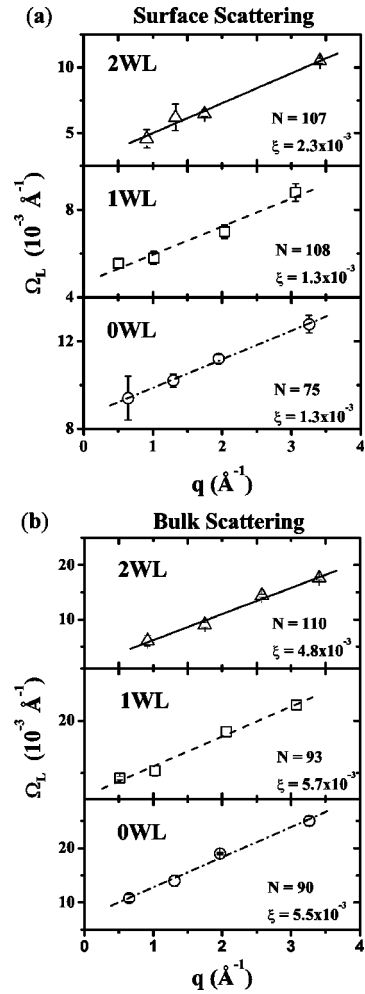 (a) Surface Scattering
2WL
10
5
N = 107
ξ = 2.3x10⁻³
1WL
8
4
N = 108
ξ = 1.3x10⁻³
0WL
12
8
N = 75
ξ = 1.3x10⁻³
Ω_L (10⁻³ Å⁻¹)
0 1 2 3 4
q (Å⁻¹)
(b) Bulk Scattering
2WL
20
10
N = 110
ξ = 4.8x10⁻³
1WL
20
N = 93
ξ = 5.7x10⁻³
0WL
20
10
N = 90
ξ = 5.5x10⁻³
Ω_L (10⁻³ Å⁻¹)
0 1 2 3 4
q (Å⁻¹)